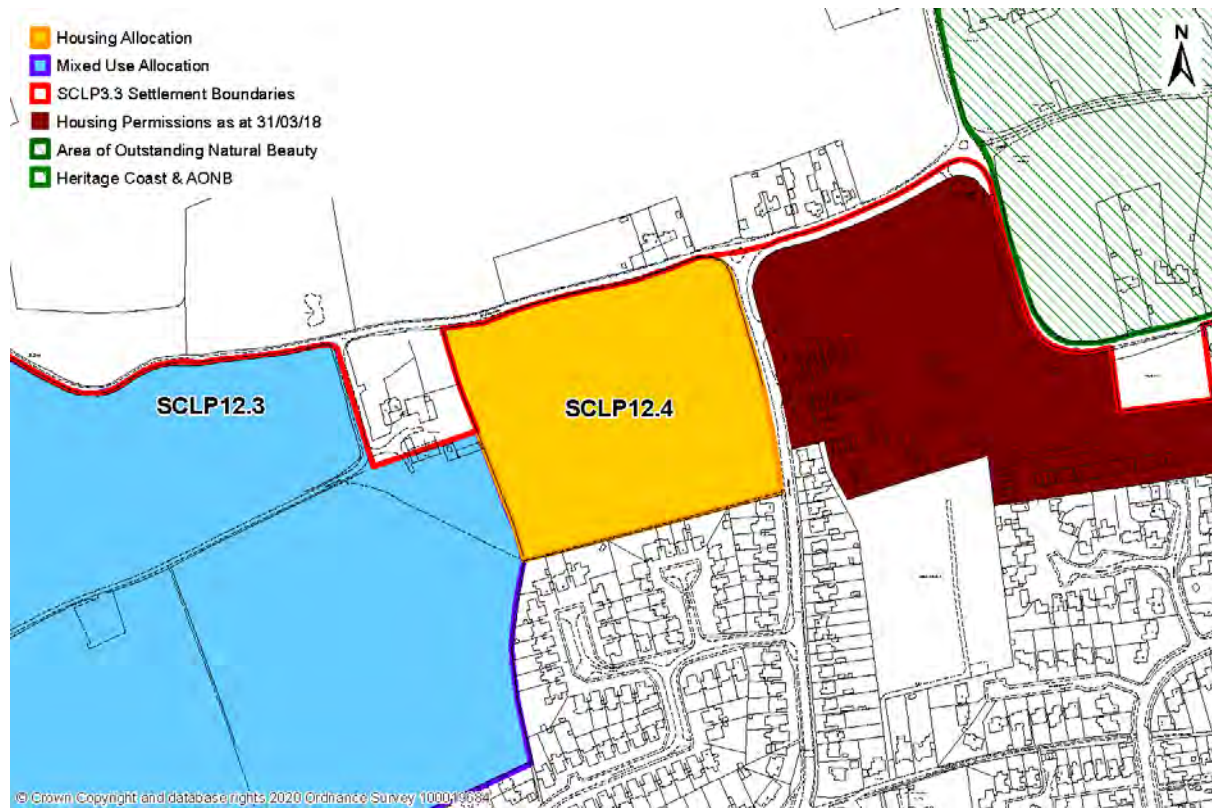 Housing Allocation
Mixed Use Allocation
SCLP3.3 Settlement Boundaries
Housing Permissions as at 31/03/18
Area of Outstanding Natural Beauty
Heritage Coast & AONB
N
SCLP12.3
SCLP12.4
© Crown Copyright and database rights 2020 Ordnance Survey 100019684